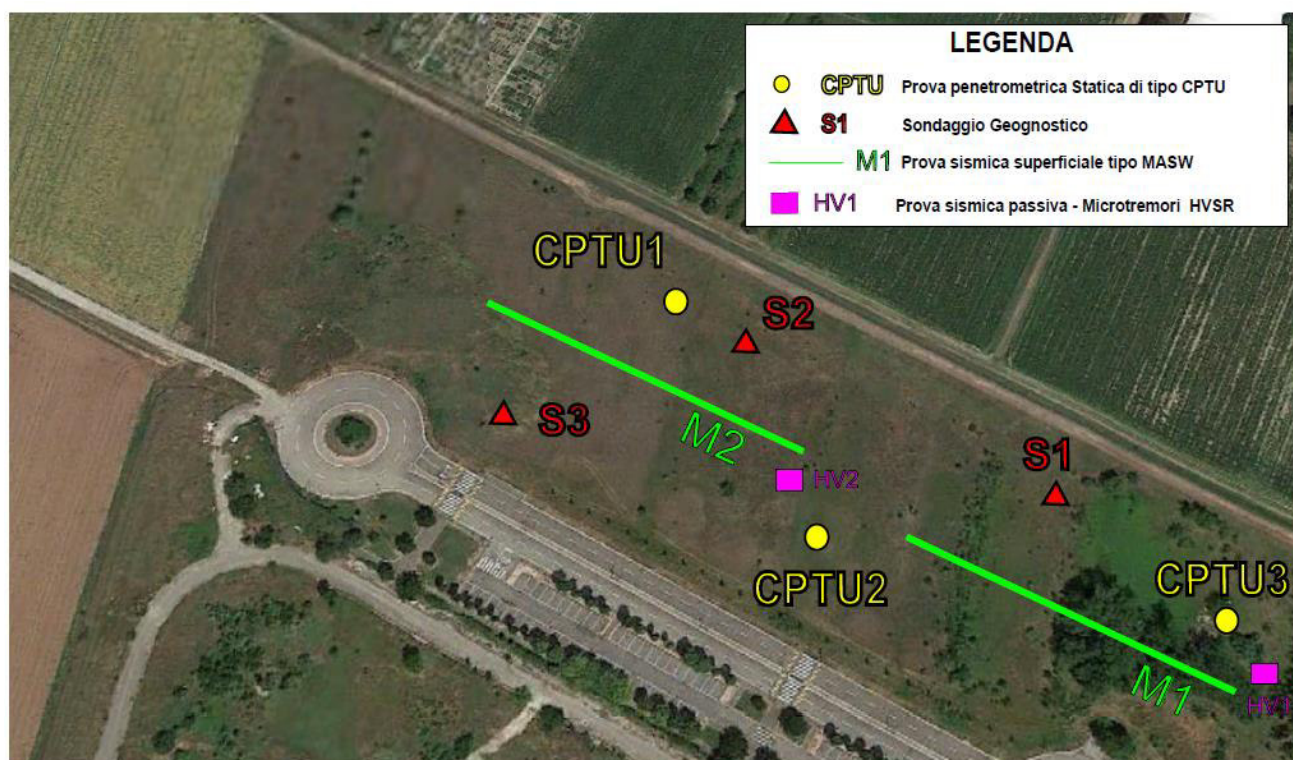 LEGENDA
CPTU Prova penetrometrica Statica di tipo CPTU
S1 Sondaggio Geognostico
M1 Prova sismica superficiale tipo MASW
HV1 Prova sismica passiva - Microtremori HVSR
CPTU1
S2
S3
M2
HV2
S1
CPTU2
CPTU3
M1
HV1